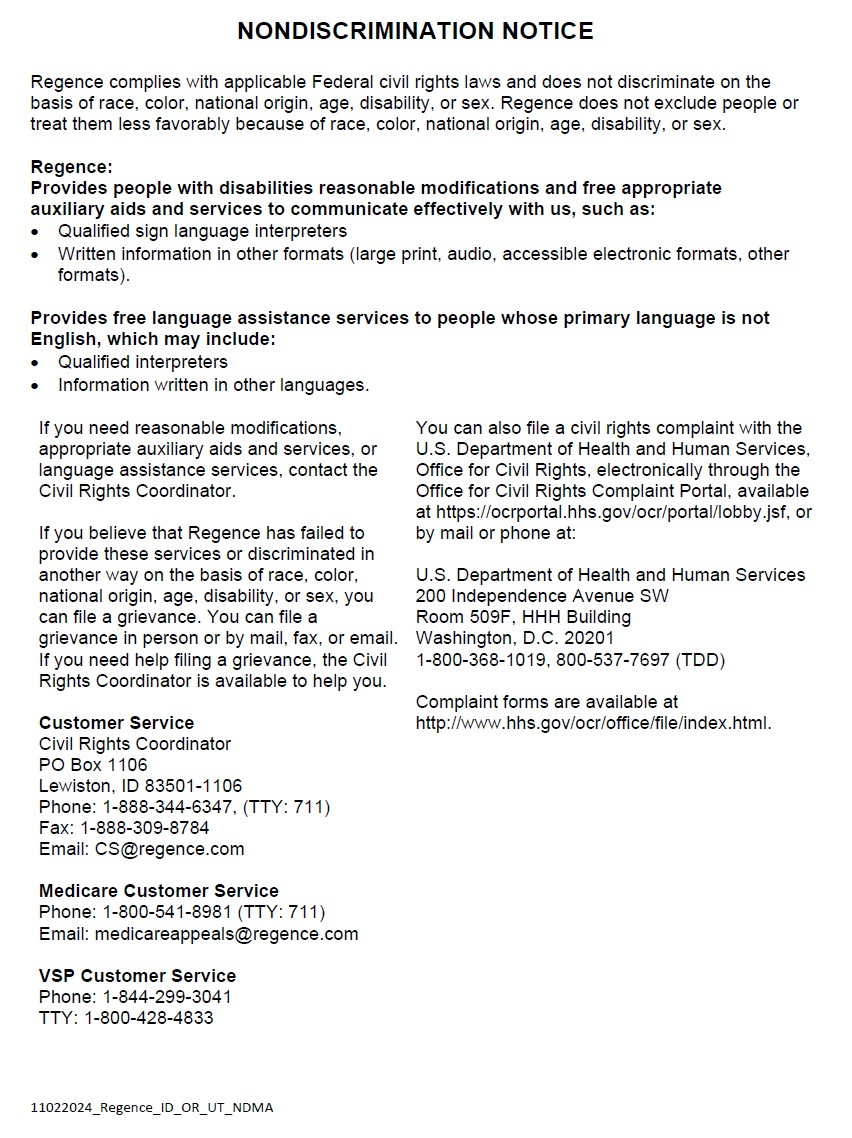 NONDISCRIMINATION NOTICE
Regence complies with applicable Federal civil rights laws and does not discriminate on the
basis of race, color, national origin, age, disability, or sex. Regence does not exclude people or
treat them less favorably because of race, color, national origin, age, disability, or sex.
Regence:
Provides people with disabilities reasonable modifications and free appropriate
auxiliary aids and services to communicate effectively with us, such as:
• Qualified sign language interpreters
• Written information in other formats (large print, audio, accessible electronic formats, other
formats).
Provides free language assistance services to people whose primary language is not
English, which may include:
• Qualified interpreters
• Information written in other languages.
If you need reasonable modifications,
appropriate auxiliary aids and services, or
language assistance services, contact the
Civil Rights Coordinator.
If you believe that Regence has failed to
provide these services or discriminated in
another way on the basis of race, color,
national origin, age, disability, or sex, you
can file a grievance. You can file a
grievance in person or by mail, fax, or email.
If you need help filing a grievance, the Civil
Rights Coordinator is available to help you.
Customer Service
Civil Rights Coordinator
PO Box 1106
Lewiston, ID 83501-1106
Phone: 1-888-344-6347, (TTY: 711)
Fax: 1-888-309-8784
Email: CS@regence.com
Medicare Customer Service
Phone: 1-800-541-8981 (TTY: 711)
Email: medicareappeals@regence.com
VSP Customer Service
Phone: 1-844-299-3041
TTY: 1-800-428-4833
You can also file a civil rights complaint with the
U.S. Department of Health and Human Services,
Office for Civil Rights, electronically through the
Office for Civil Rights Complaint Portal, available
at https://ocrportal.hhs.gov/ocr/portal/lobby.jsf, or
by mail or phone at:
U.S. Department of Health and Human Services
200 Independence Avenue SW
Room 509F, HHH Building
Washington, D.C. 20201
1-800-368-1019, 800-537-7697 (TDD)
Complaint forms are available at
http://www.hhs.gov/ocr/office/file/index.html.
11022024_Regence_ID_OR_UT_NDMA